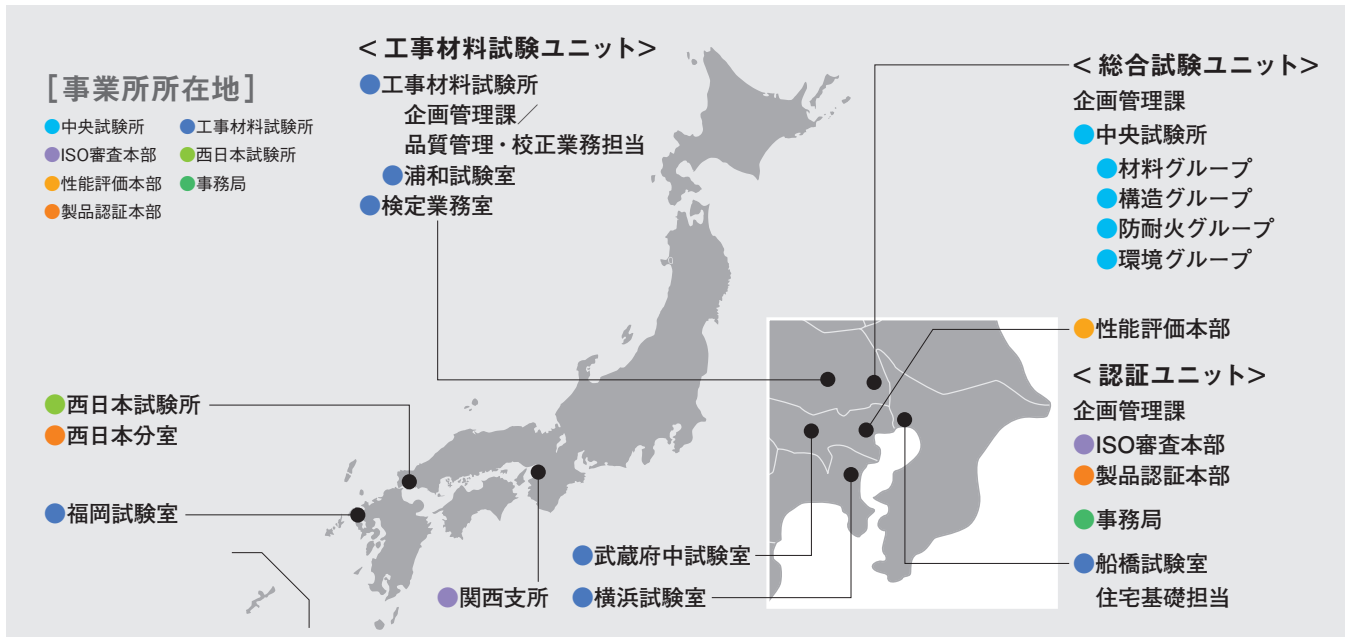 [事業所所在地]
●中央試験所 ●工事材料試験所
●ISO審査本部 ●西日本試験所
●性能評価本部 ●事務局
●製品認証本部
<工事材料試験ユニット>
●工事材料試験所
企画管理課／
品質管理・校正業務担当
●浦和試験室
●検定業務室
<総合試験ユニット>
企画管理課
●中央試験所
●材料グループ
●構造グループ
●防耐火グループ
●環境グループ
●性能評価本部
<認証ユニット>
企画管理課
●ISO審査本部
●製品認証本部
●事務局
●船橋試験室
住宅基礎担当
●西日本試験所
●西日本分室
●福岡試験室
●関西支所
●武蔵府中試験室
●横浜試験室